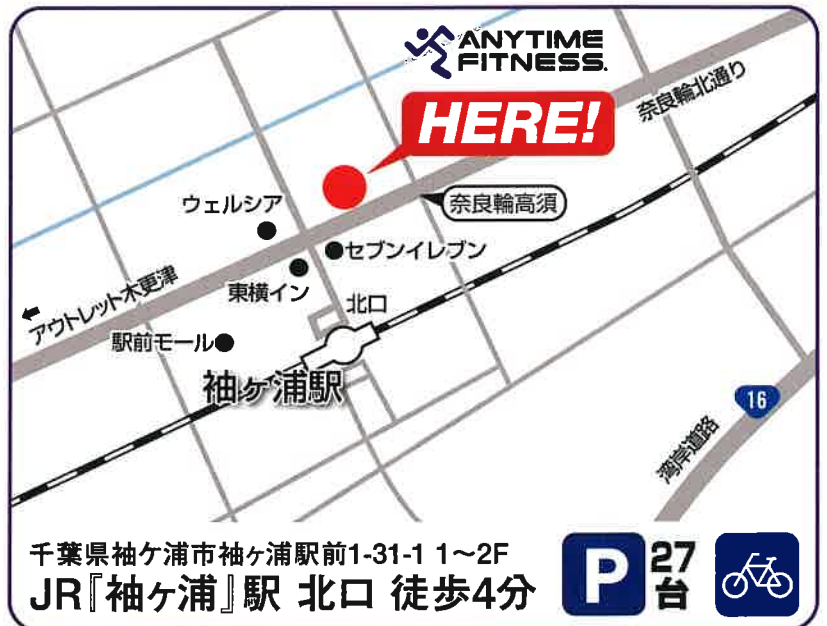 ANYTIME
FITNESS.
HERE!
奈良輪北通り
奈良輪高須
ウェルシア
セブンイレブン
東横イン
アウトレット木更津
北口
駅前モール
袖ヶ浦駅
16
湾岸道路
千葉県袖ケ浦市袖ヶ浦駅前1-31-1 1～2F
JR『袖ヶ浦』駅 北口 徒歩4分
P 27台